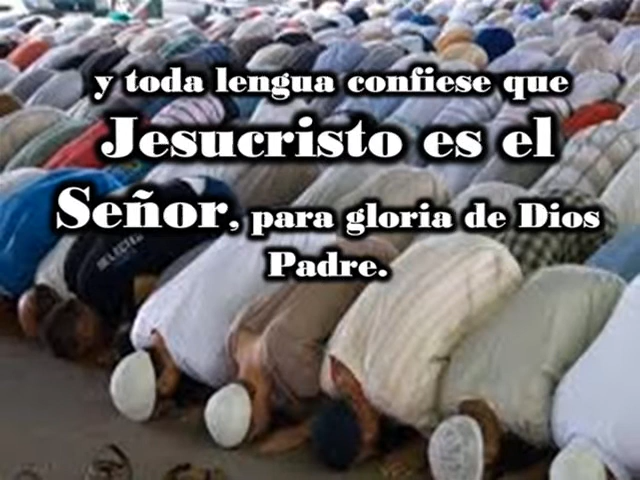 y toda lengua confiese que
Jesucristo es el
Señor, para gloria de Dios
Padre.